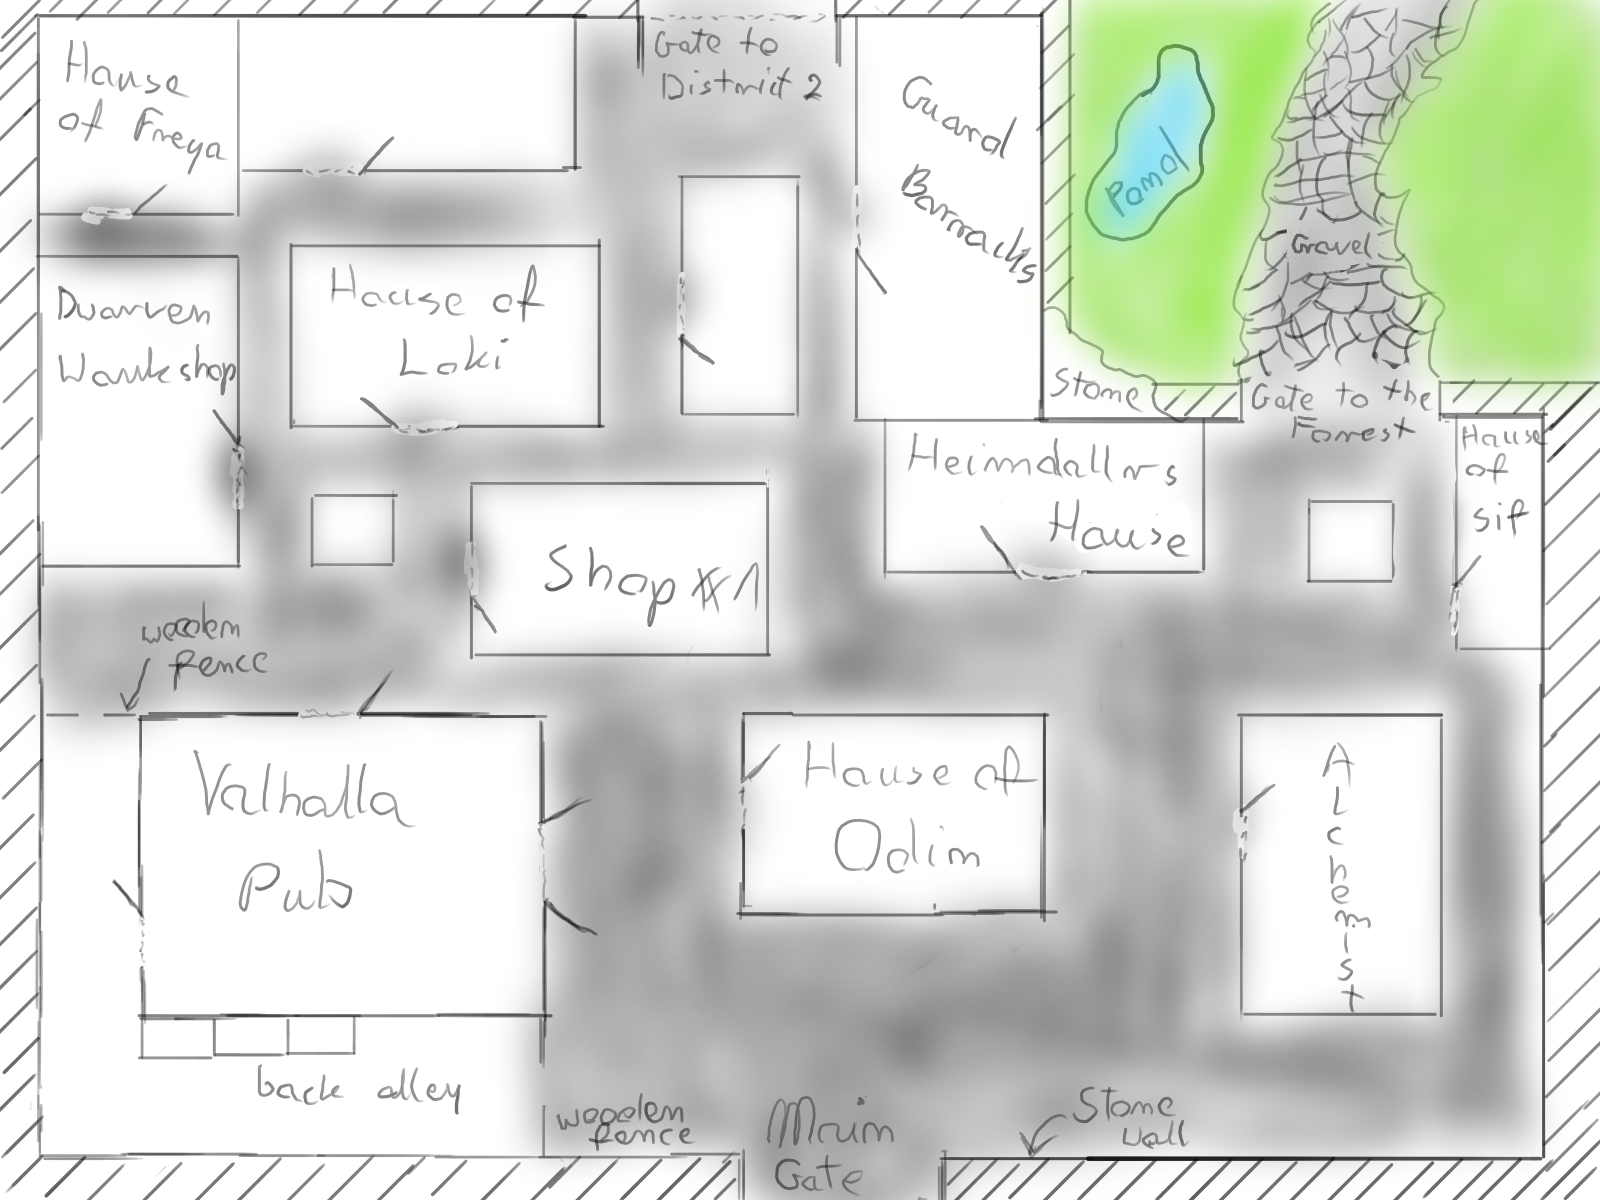 Gate to
District 2
House
of Freya
Guard
Barracks
Pond
Gravel
Dwarven
Workshop
House of
Loki
Stone
Gate to the
Forrest
House
of
Sif
Heimdallrs
House
Shop #1
wooden
fence
Valhalla
Pub
House of
Odin
Alchemist
back alley
wooden
fence
Main
Gate
Stone
wall